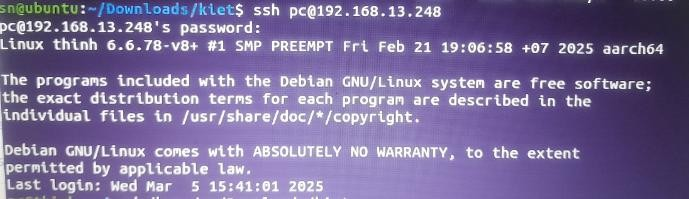 sn@ubuntu:~/Downloads/kiet$ ssh pc@192.168.13.248
pc@192.168.13.248's password:
Linux thinh 6.6.78-v8+ #1 SMP PREEMPT Fri Feb 21 19:06:58 +07 2025 aarch64

The programs included with the Debian GNU/Linux system are free software;
the exact distribution terms for each program are described in the
individual files in /usr/share/doc/*/copyright.

Debian GNU/Linux comes with ABSOLUTELY NO WARRANTY, to the extent
permitted by applicable law.
Last login: Wed Mar  5 15:41:01 2025